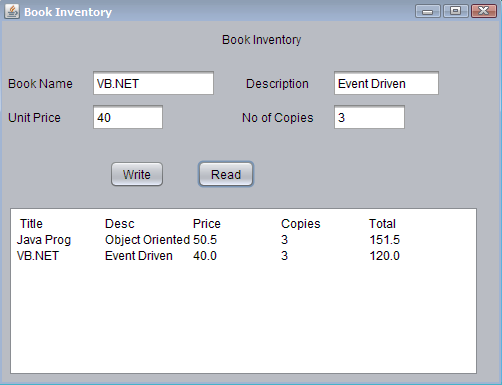 Book Inventory
Book Inventory
Book Name VB.NET Description Event Driven
Unit Price 40 No of Copies 3
Write Read
Title Desc Price Copies Total
Java Prog Object Oriented 50.5 3 151.5
VB.NET Event Driven 40.0 3 120.0